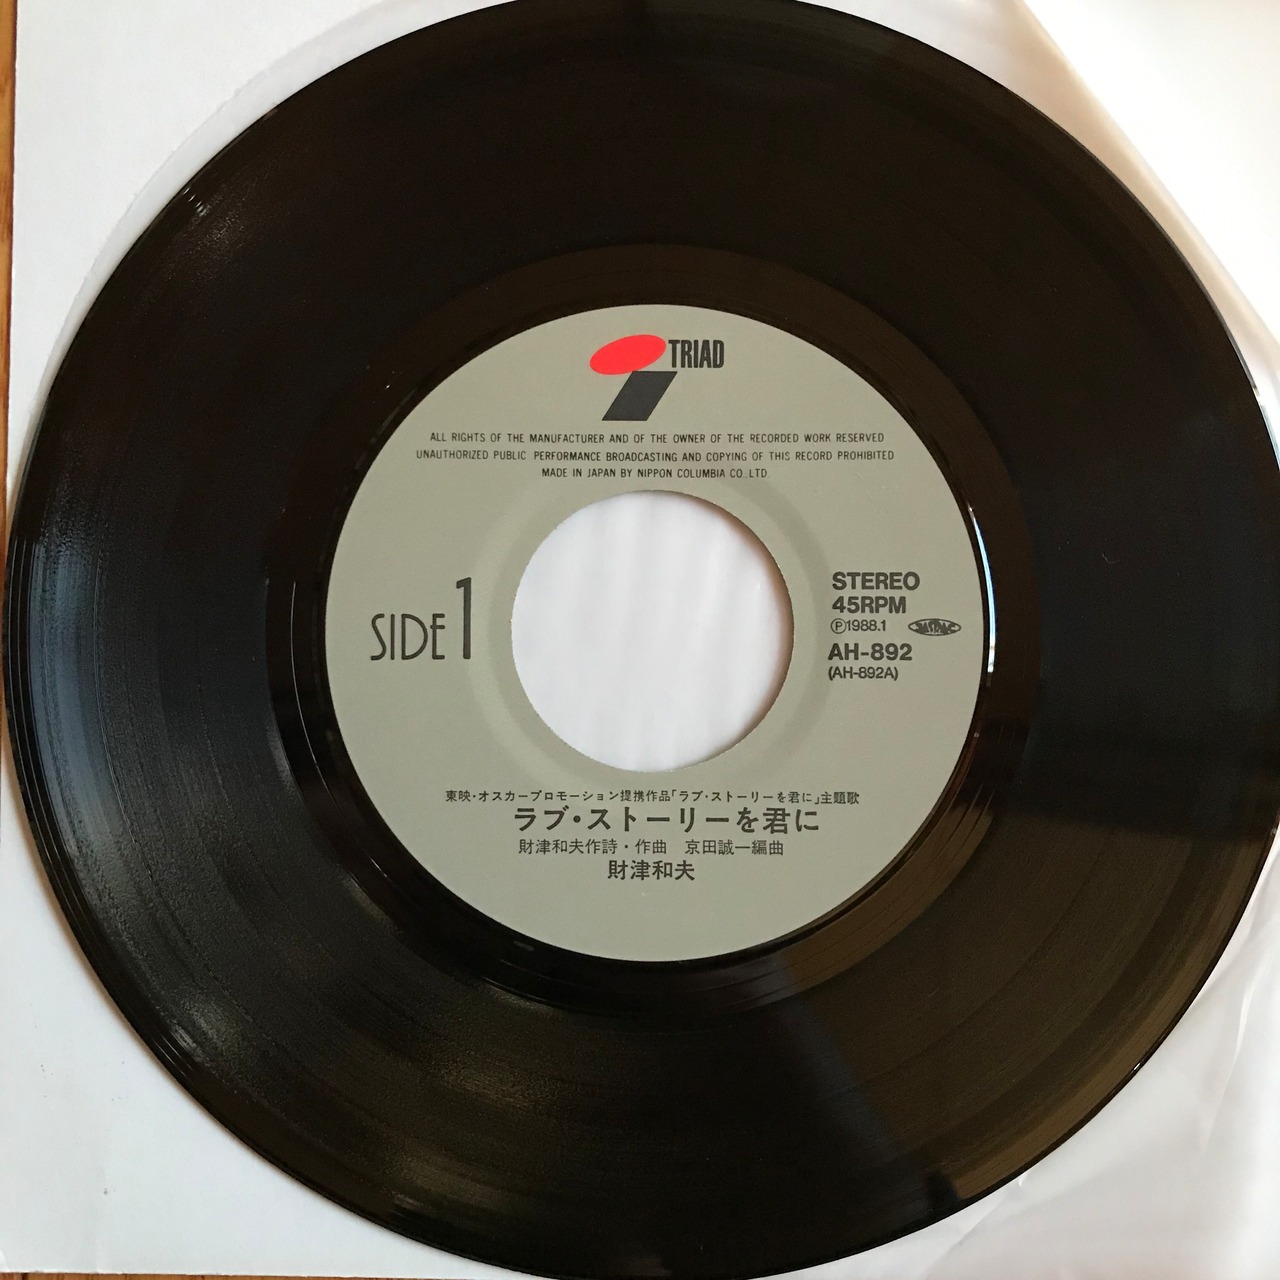 TRIAD
ALL RIGHTS OF THE MANUFACTURER AND OF THE OWNER OF THE RECORDED WORK RESERVED
UNAUTHORIZED PUBLIC PERFORMANCE BROADCASTING AND COPYING OF THIS RECORD PROHIBITED
MADE IN JAPAN BY NIPPON COLUMBIA CO. LTD.
SIDE 1
STEREO
45RPM
Ⓟ1988.1 JASRAC
AH-892
(AH-892A)
東映・オスカープロモーション提携作品「ラブ・ストーリーを君に」主題歌
ラブ・ストーリーを君に
財津和夫作詩・作曲 京田誠一編曲
財津和夫